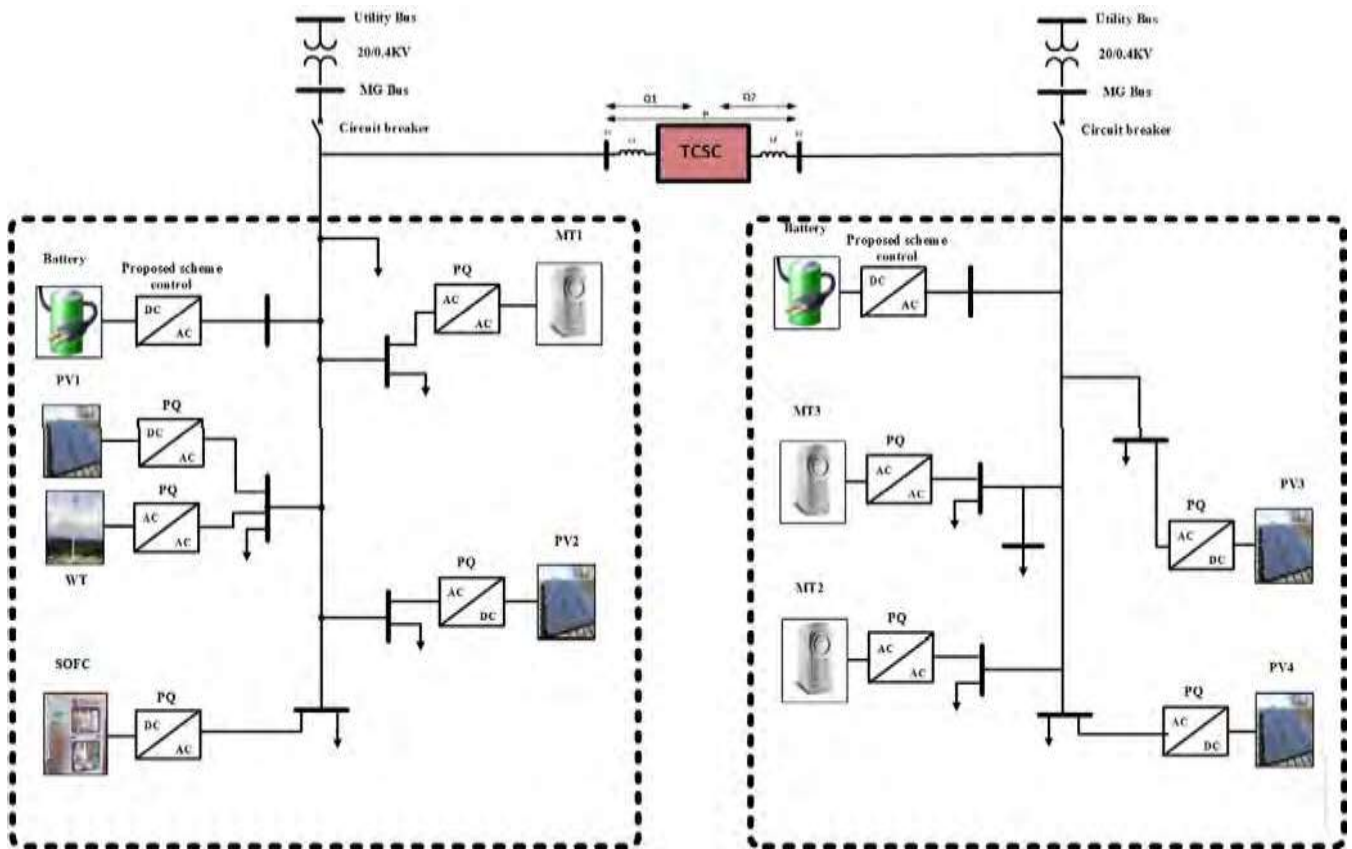 Utility Bus
20/0.4KV
MG Bus
Circuit breaker
Q1
Q2
P
TCSC
Utility Bus
20/0.4KV
MG Bus
Circuit breaker
Battery
Proposed scheme
control
DC
AC
PQ
AC
AC
MT1
PV1
PQ
DC
AC
PQ
AC
AC
WT
PQ
AC
DC
PV2
SOFC
PQ
DC
AC
Battery
Proposed scheme
control
DC
AC
MT3
PQ
AC
AC
PQ
AC
DC
PV3
MT2
PQ
AC
AC
PQ
AC
DC
PV4